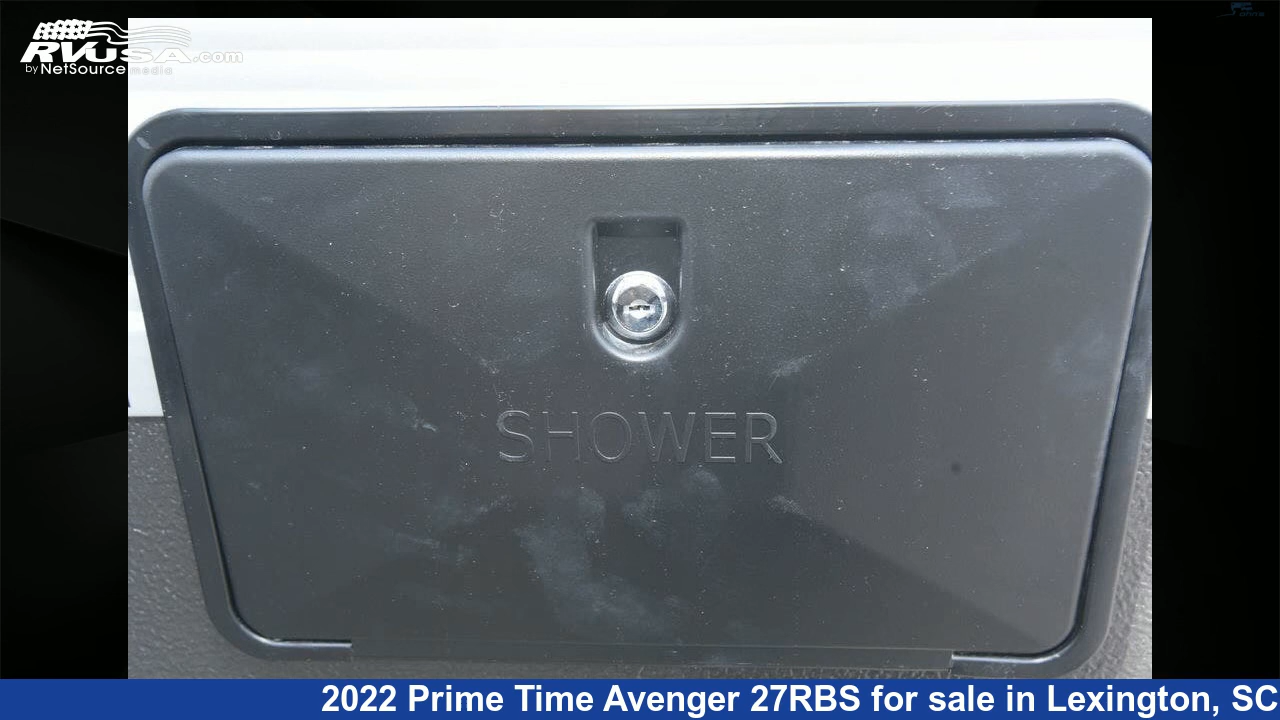 RVUSA.com
by NetSource media
SHOWER
2022 Prime Time Avenger 27RBS for sale in Lexington, SC